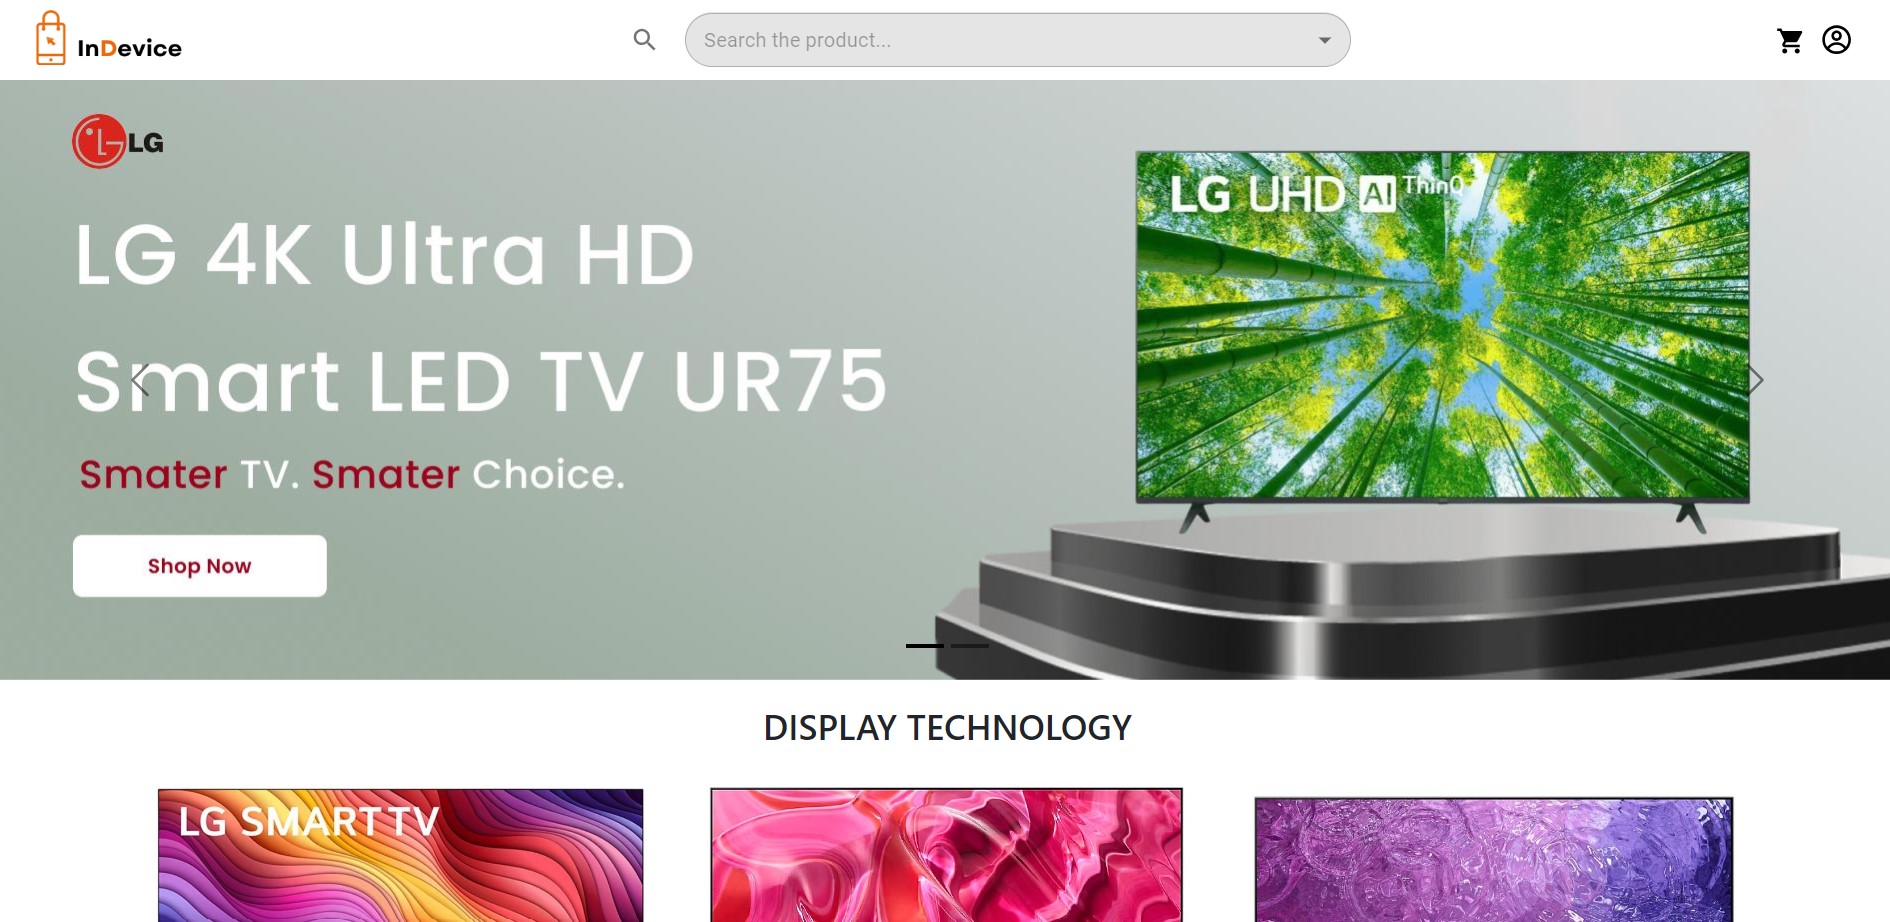 InDevice
Search the product...
LG
LG 4K Ultra HD
Smart LED TV UR75
Smater TV. Smater Choice.
Shop Now
LG UHD AI ThinQ
DISPLAY TECHNOLOGY
LG SMART TV